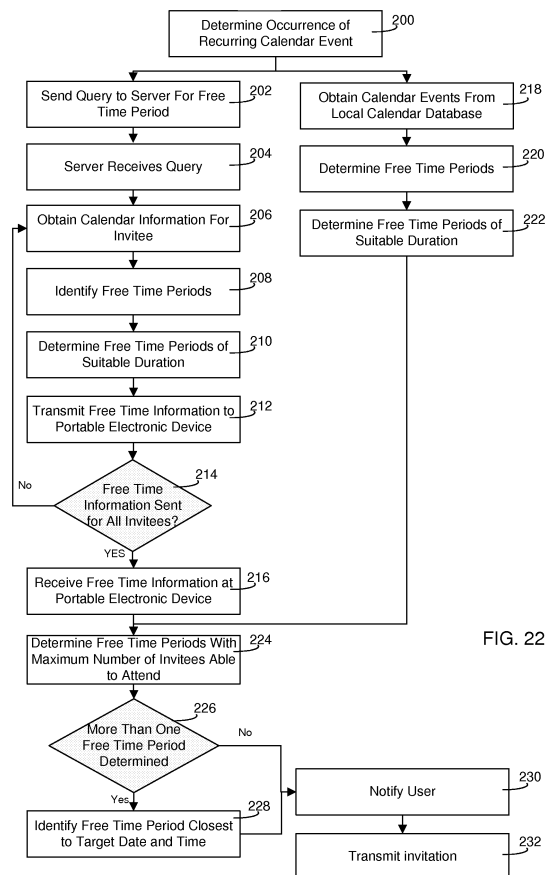 Determine Occurrence of
Recurring Calendar Event
200
Send Query to Server For Free
Time Period
202
Server Receives Query
204
Obtain Calendar Information For
Invitee
206
Identify Free Time Periods
208
Determine Free Time Periods of
Suitable Duration
210
Transmit Free Time Information to
Portable Electronic Device
212
Free Time
Information Sent
for All Invitees?
214
No
YES
Receive Free Time Information at
Portable Electronic Device
216
Obtain Calendar Events From
Local Calendar Database
218
Determine Free Time Periods
220
Determine Free Time Periods of
Suitable Duration
222
Determine Free Time Periods With
Maximum Number of Invitees Able
to Attend
224
FIG. 22
More Than One
Free Time Period
Determined
226
No
Yes
Identify Free Time Period Closest
to Target Date and Time
228
Notify User
230
Transmit invitation
232